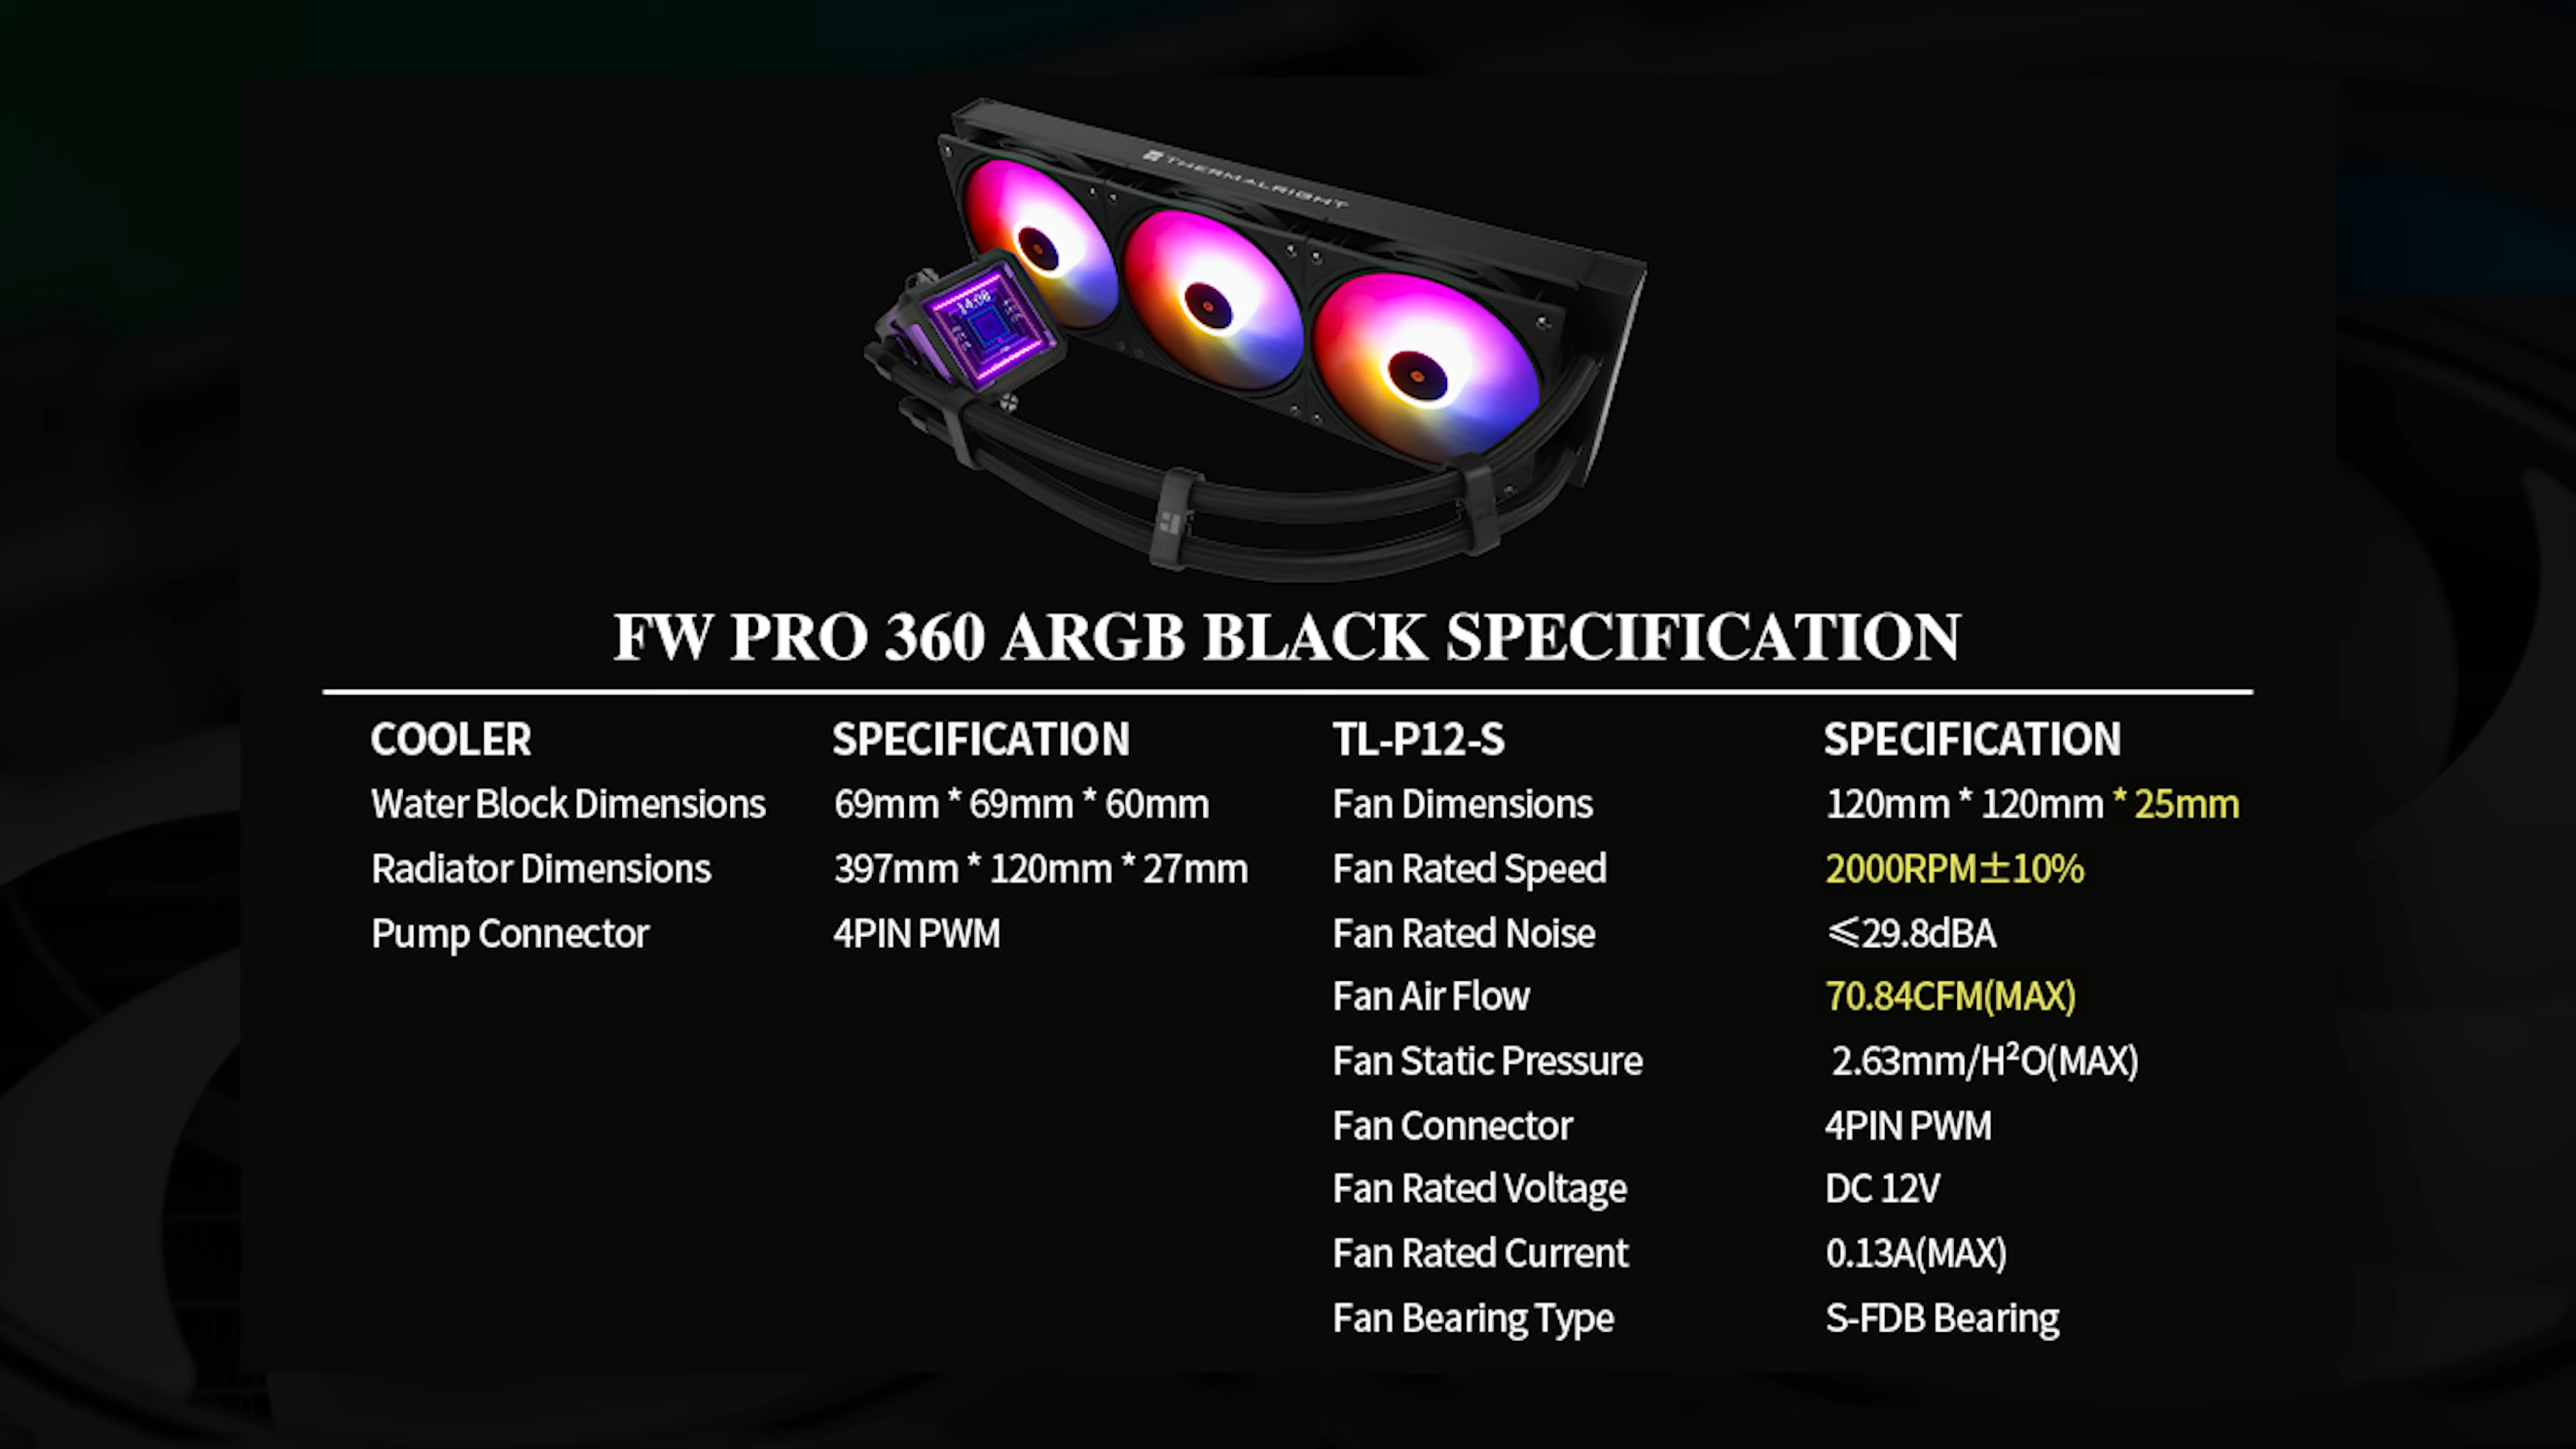 THERMALRIGHT
14:08
FW PRO 360 ARGB BLACK SPECIFICATION
COOLER SPECIFICATION TL-P12-S SPECIFICATION
Water Block Dimensions 69mm * 69mm * 60mm Fan Dimensions 120mm * 120mm * 25mm
Radiator Dimensions 397mm * 120mm * 27mm Fan Rated Speed 2000RPM±10%
Pump Connector 4PIN PWM Fan Rated Noise ⩽29.8dBA
Fan Air Flow 70.84CFM(MAX)
Fan Static Pressure 2.63mm/H²O(MAX)
Fan Connector 4PIN PWM
Fan Rated Voltage DC 12V
Fan Rated Current 0.13A(MAX)
Fan Bearing Type S-FDB Bearing